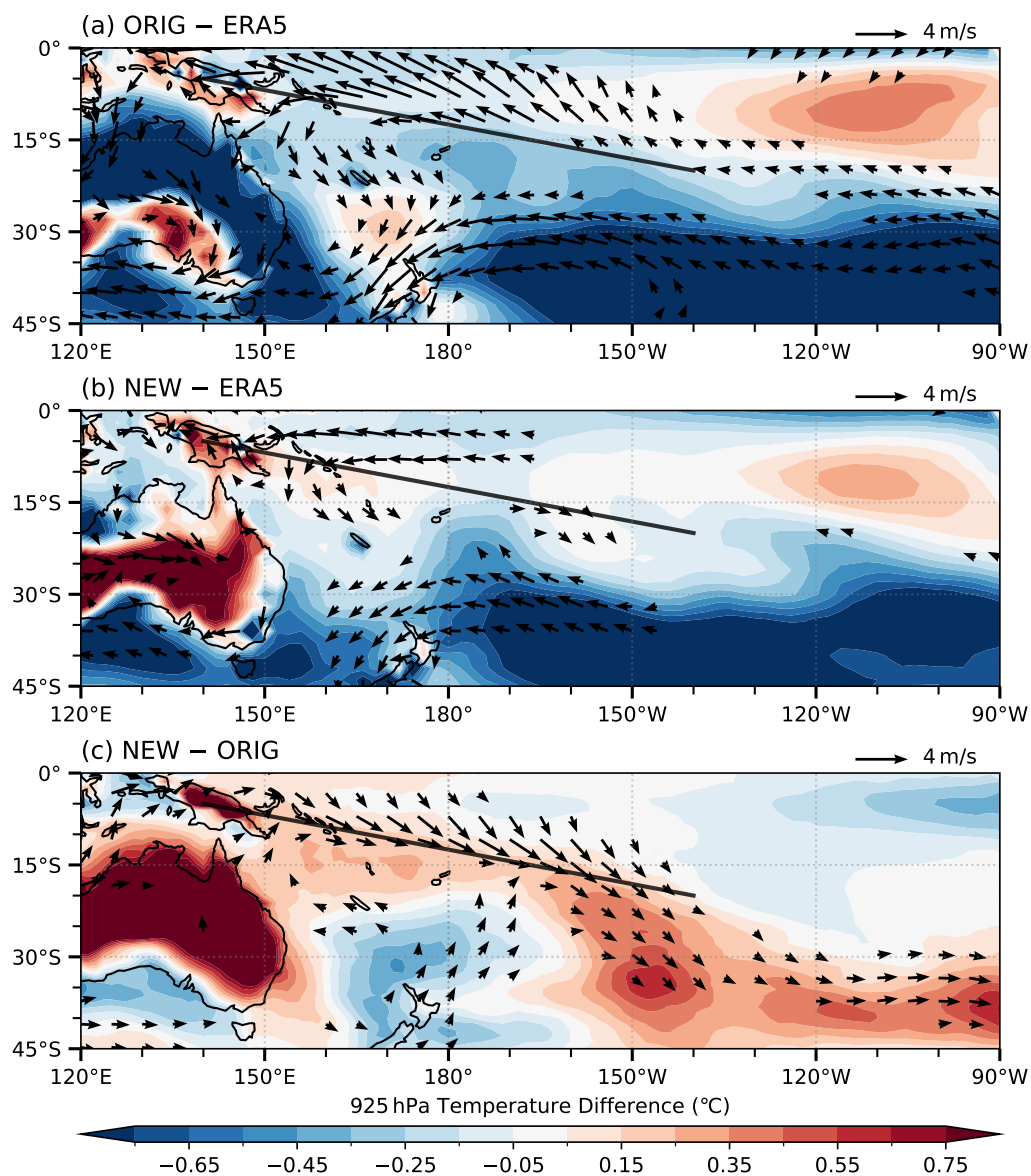 (a) ORIG − ERA5
4 m/s
0°
15°S
30°S
45°S
120°E 150°E 180° 150°W 120°W 90°W
(b) NEW − ERA5
4 m/s
0°
15°S
30°S
45°S
120°E 150°E 180° 150°W 120°W 90°W
(c) NEW − ORIG
4 m/s
0°
15°S
30°S
45°S
120°E 150°E 180° 150°W 120°W 90°W
925 hPa Temperature Difference (°C)
−0.65 −0.45 −0.25 −0.05 0.15 0.35 0.55 0.75